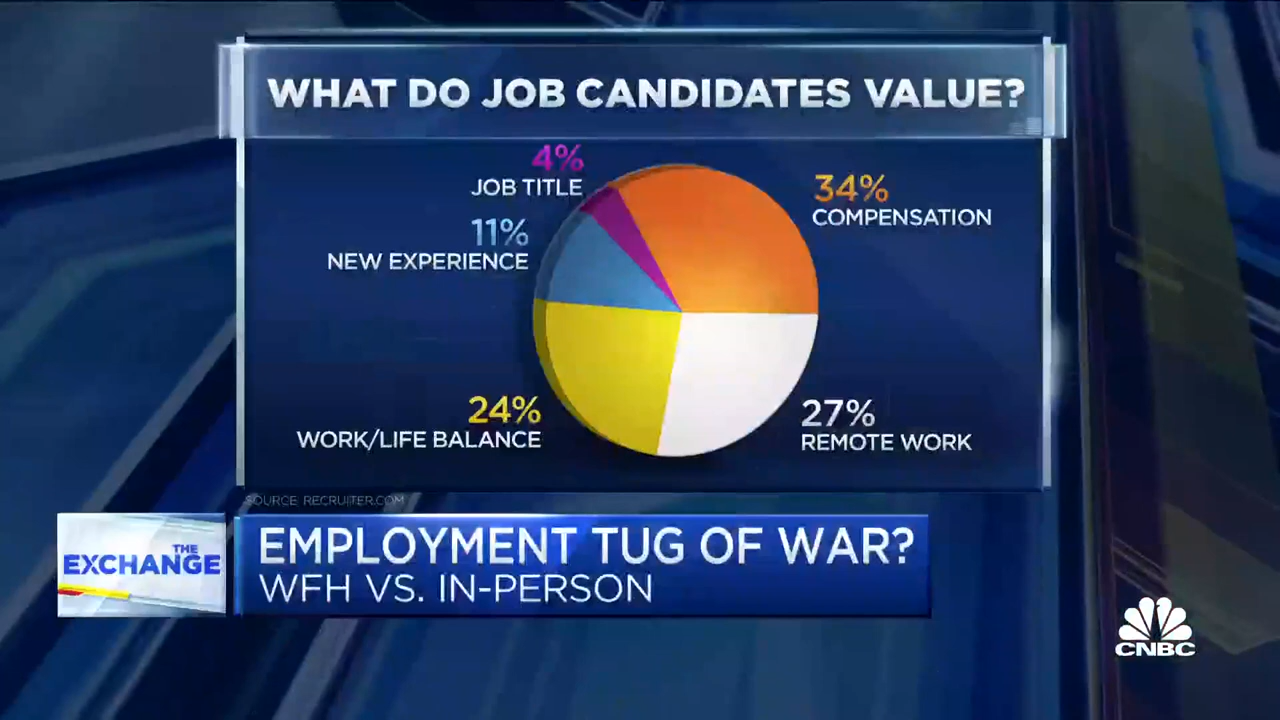 WHAT DO JOB CANDIDATES VALUE?
4%
JOB TITLE
34%
COMPENSATION
11%
NEW EXPERIENCE
24%
WORK/LIFE BALANCE
27%
REMOTE WORK
SOURCE: RECRUITER.COM
THE
EXCHANGE
EMPLOYMENT TUG OF WAR?
WFH VS. IN-PERSON
CNBC